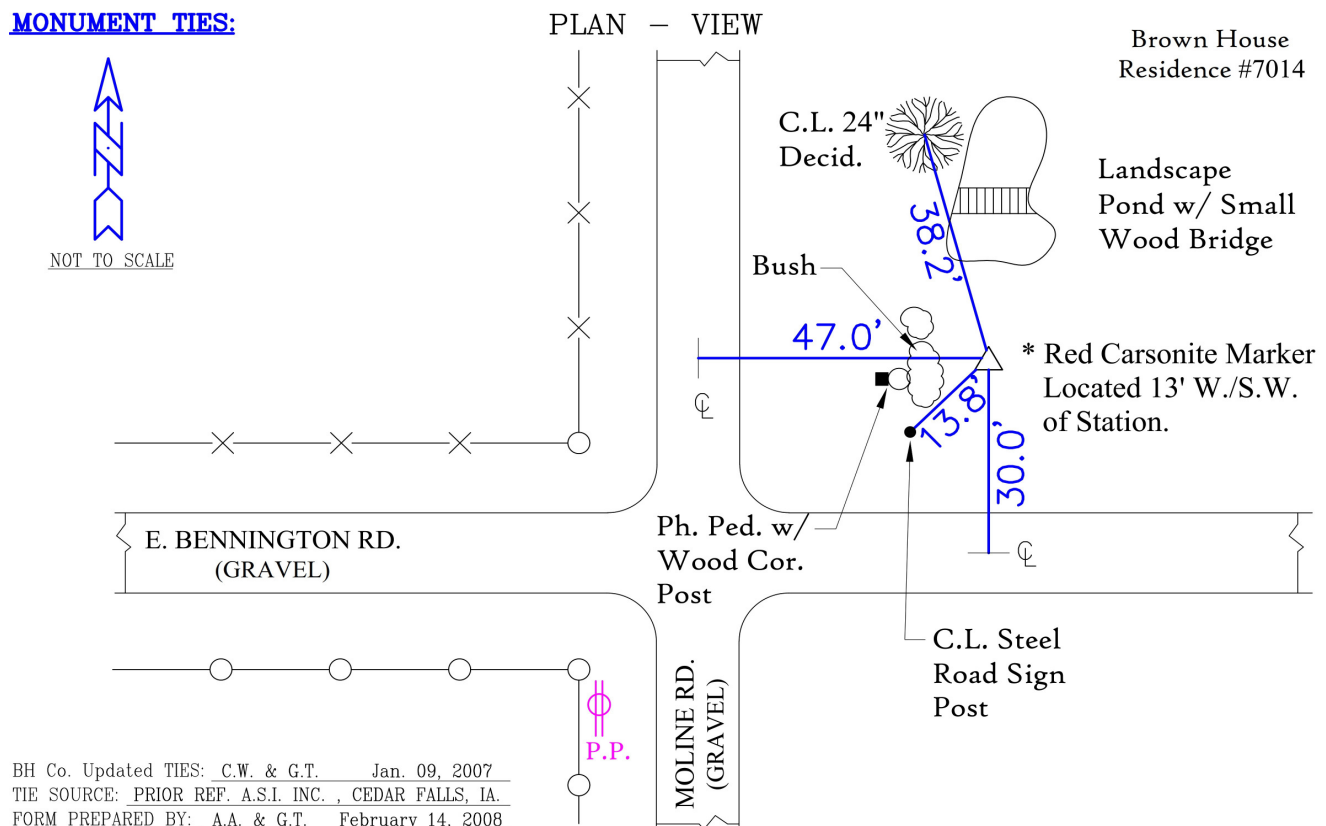 MONUMENT TIES:
PLAN - VIEW
Brown House
Residence #7014
N
NOT TO SCALE
C.L. 24"
Decid.
Landscape
Pond w/ Small
Wood Bridge
38.2'
Bush
47.0'
* Red Carsonite Marker
Located 13' W./S.W.
of Station.
CL
13.8'
30.0'
E. BENNINGTON RD.
(GRAVEL)
Ph. Ped. w/
Wood Cor.
Post
CL
C.L. Steel
Road Sign
Post
MOLINE RD.
(GRAVEL)
P.P.
BH Co. Updated TIES: C.W. & G.T. Jan. 09, 2007
TIE SOURCE: PRIOR REF. A.S.I. INC. , CEDAR FALLS, IA.
FORM PREPARED BY: A.A. & G.T. February 14, 2008